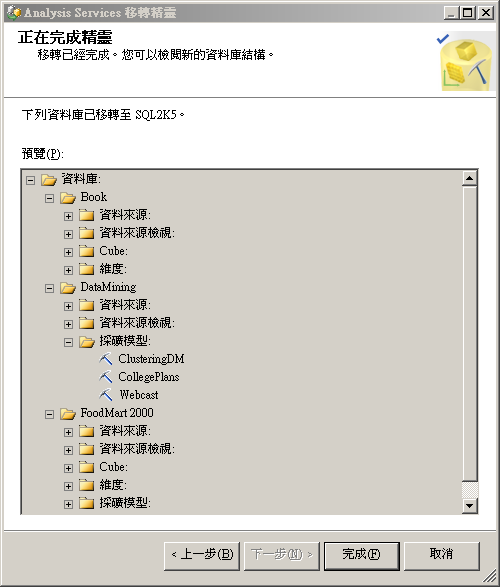 Analysis Services 移轉精靈
正在完成精靈
移轉已經完成。您可以檢閱新的資料庫結構。
下列資料庫已移轉至 SQL2K5。
預覽(P):
資料庫:
Book
資料來源:
資料來源檢視:
Cube:
維度:
DataMining
資料來源:
資料來源檢視:
採礦模型:
ClusteringDM
CollegePlans
Webcast
FoodMart 2000
資料來源:
資料來源檢視:
Cube:
維度:
採礦模型:
< 上一步(B) 下一步(N) > 完成(F) 取消